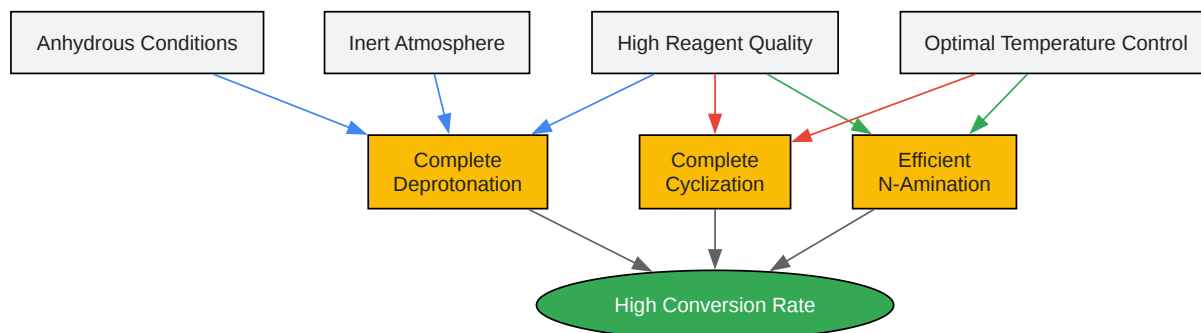 Anhydrous Conditions
Inert Atmosphere
High Reagent Quality
Optimal Temperature Control
Complete
Deprotonation
Complete
Cyclization
Efficient
N-Amination
High Conversion Rate